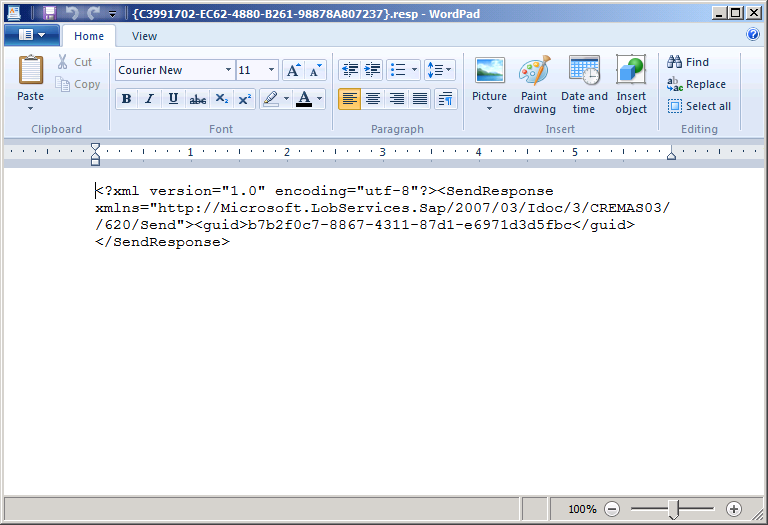 {C3991702-EC62-4880-B261-98878A807237}.resp - WordPad
Home View
Paste
Cut
Copy
Clipboard
Courier New 11
B I U abc X₂ X²
Font
Paragraph
Picture
Paint drawing
Date and time
Insert object
Insert
Find
Replace
Select all
Editing
1 2 3 4 5
<?xml version="1.0" encoding="utf-8"?><SendResponse
xmlns="http://Microsoft.LobServices.Sap/2007/03/Idoc/3/CREMAS03/
/620/Send"><guid>b7b2f0c7-8867-4311-87d1-e6971d3d5fbc</guid>
</SendResponse>
100%